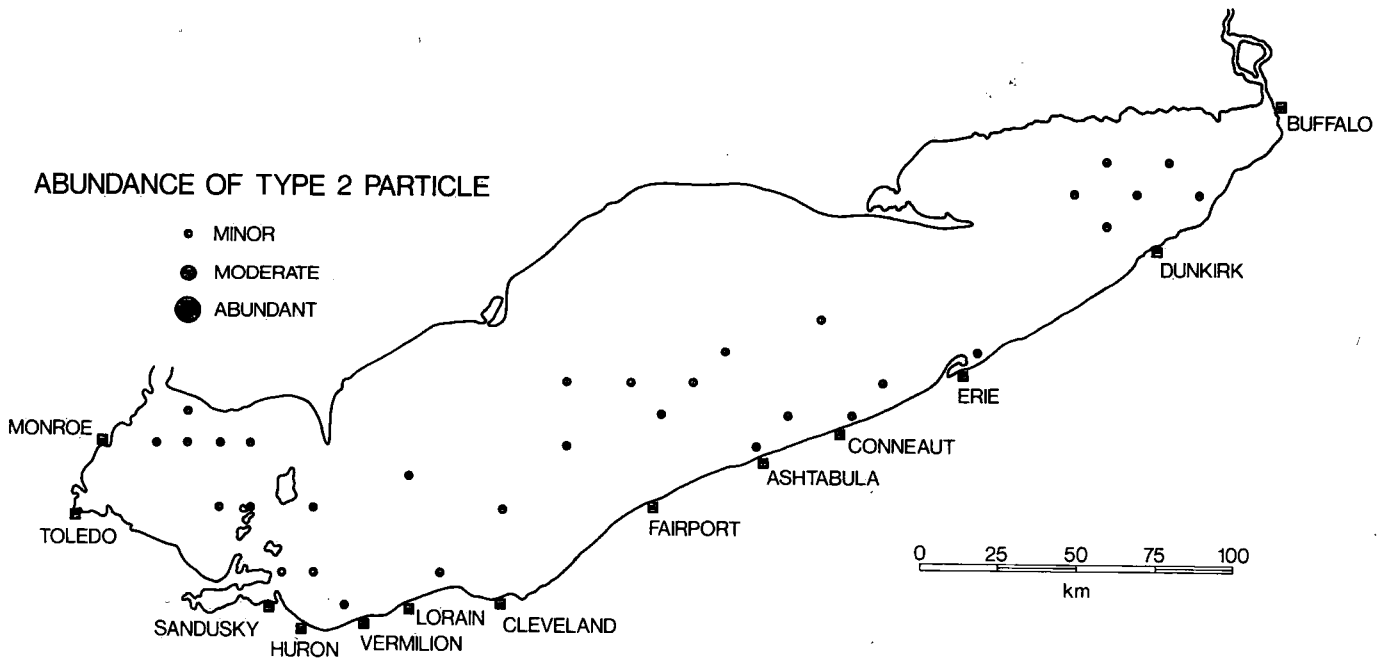 BUFFALO
ABUNDANCE OF TYPE 2 PARTICLE
MINOR
MODERATE
ABUNDANT
DUNKIRK
ERIE
MONROE
CONNEAUT
ASHTABULA
FAIRPORT
TOLEDO
0 25 50 75 100
km
LORAIN
CLEVELAND
SANDUSKY
VERMILION
HURON